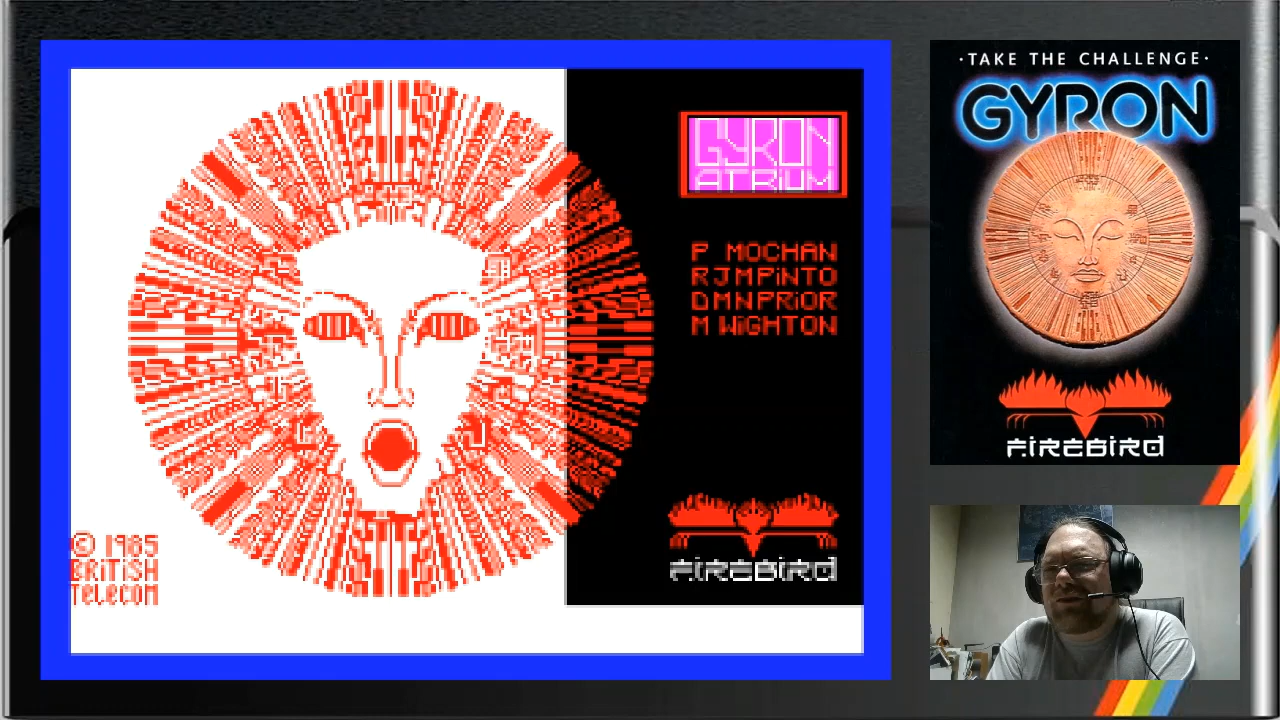 GYRON
ATRIUM
P MOCHAN
RJMPiNTO
DMNPRiOR
M WiGHTON
FiREBiRd
© 1985
BRiTiSH
TELECOM
·TAKE THE CHALLENGE·
GYRON
FiREBiRd